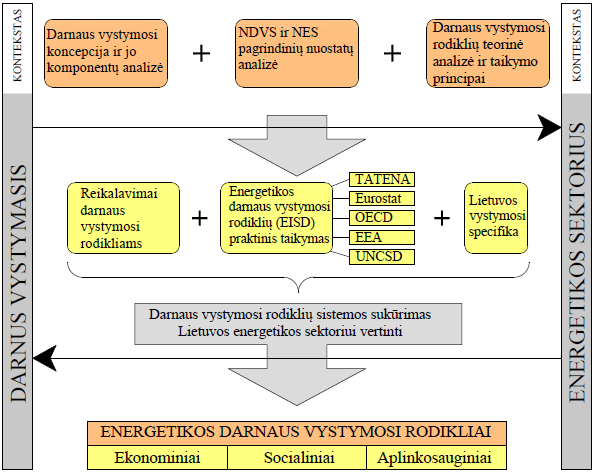 KONTEKSTAS
DARNUS VYSTYMASIS
Darnaus vystymosi
koncepcija ir jo
komponentų analizė
+
NDVS ir NES
pagrindinių nuostatų
analizė
+
Darnaus vystymosi
rodiklių teorinė
analizė ir taikymo
principai
KONTEKSTAS
ENERGETIKOS SEKTORIUS
Reikalavimai
darnaus
vystymosi
rodikliams
+
Energetikos
darnaus vystymosi
rodiklių (EISD)
praktinis taikymas
TATENA
Eurostat
OECD
EEA
UNCSD
+
Lietuvos
vystymosi
specifika
Darnaus vystymosi rodiklių sistemos sukūrimas
Lietuvos energetikos sektoriui vertinti
ENERGETIKOS DARNAUS VYSTYMOSI RODIKLIAI
Ekonominiai
Socialiniai
Aplinkosauginiai